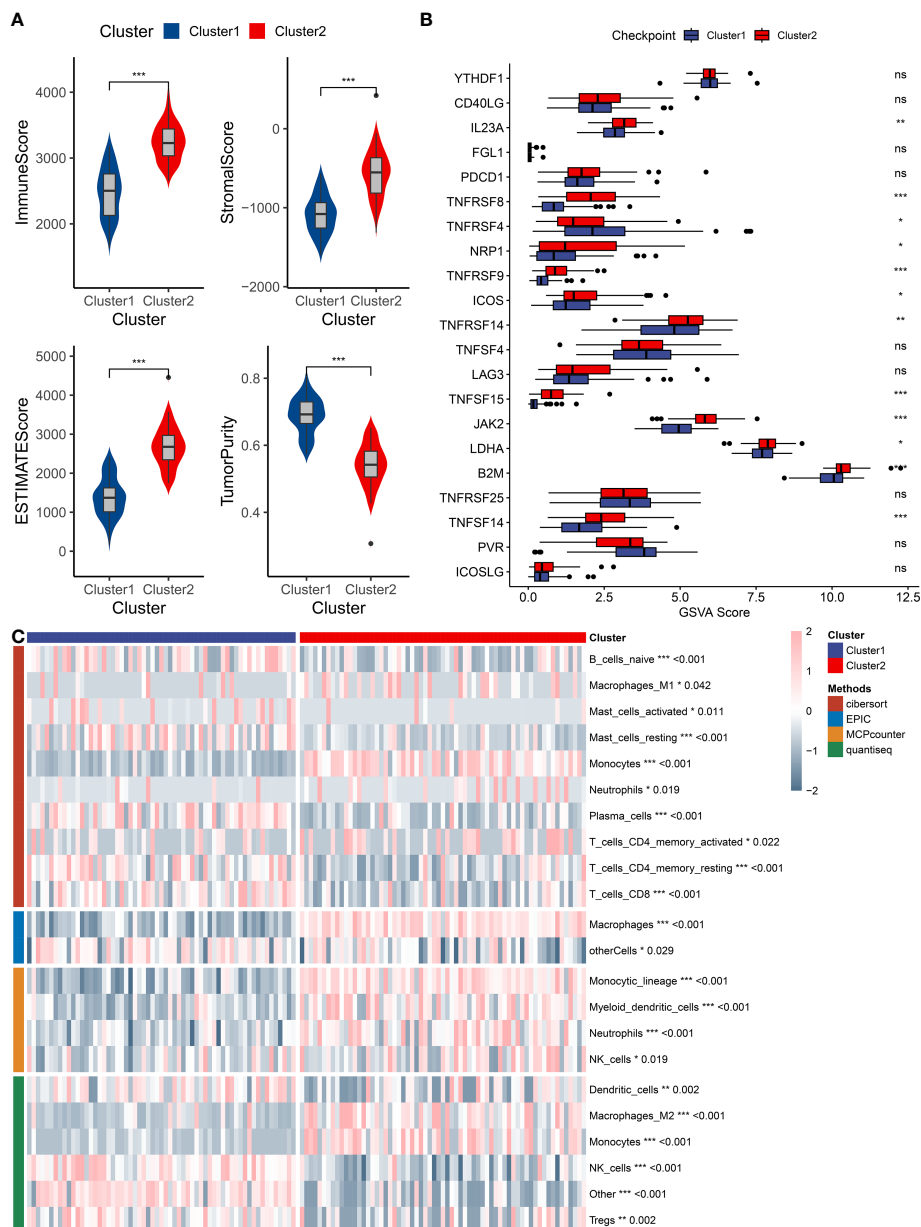 A
Cluster Cluster1 Cluster2
ImmuneScore
4000
3000
2000
***
Cluster1 Cluster2
Cluster
StromalScore
0
−1000
−2000
***
Cluster1 Cluster2
Cluster
ESTIMATEScore
5000
4000
3000
2000
1000
0
***
Cluster1 Cluster2
Cluster
TumorPurity
0.8
0.6
0.4
***
Cluster1 Cluster2
Cluster
B
Checkpoint Cluster1 Cluster2
YTHDF1 ns
CD40LG ns
IL23A **
FGL1 ns
PDCD1 ns
TNFRSF8 ***
TNFRSF4 *
NRP1 *
TNFRSF9 ***
ICOS *
TNFRSF14 **
TNFSF4 ns
LAG3 ns
TNFSF15 ***
JAK2 ***
LDHA *
B2M ***
TNFRSF25 ns
TNFSF14 ***
PVR ns
ICOSLG ns
0.0 2.5 5.0 7.5 10.0 12.5
GSVA Score
C
Cluster
B_cells_naive *** <0.001
Macrophages_M1 * 0.042
Mast_cells_activated * 0.011
Mast_cells_resting *** <0.001
Monocytes *** <0.001
Neutrophils * 0.019
Plasma_cells *** <0.001
T_cells_CD4_memory_activated * 0.022
T_cells_CD4_memory_resting *** <0.001
T_cells_CD8 *** <0.001
Macrophages *** <0.001
otherCells * 0.029
Monocytic_lineage *** <0.001
Myeloid_dendritic_cells *** <0.001
Neutrophils *** <0.001
NK_cells * 0.019
Dendritic_cells ** 0.002
Macrophages_M2 *** <0.001
Monocytes *** <0.001
NK_cells *** <0.001
Other *** <0.001
Tregs ** 0.002
2
1
0
−1
−2
Cluster
Cluster1
Cluster2
Methods
cibersort
EPIC
MCPcounter
quantiseq